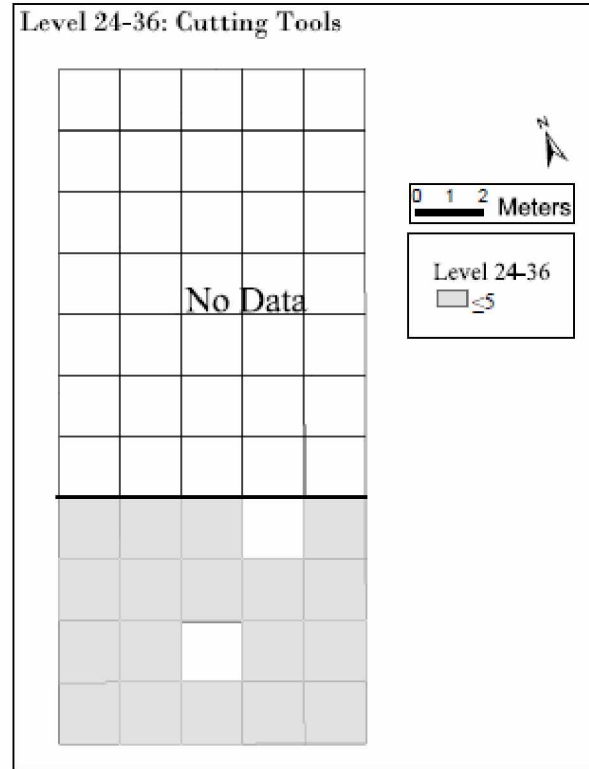 Level 24-36: Cutting Tools
N
0 1 2 Meters
Level 24-36
≤5
No Data